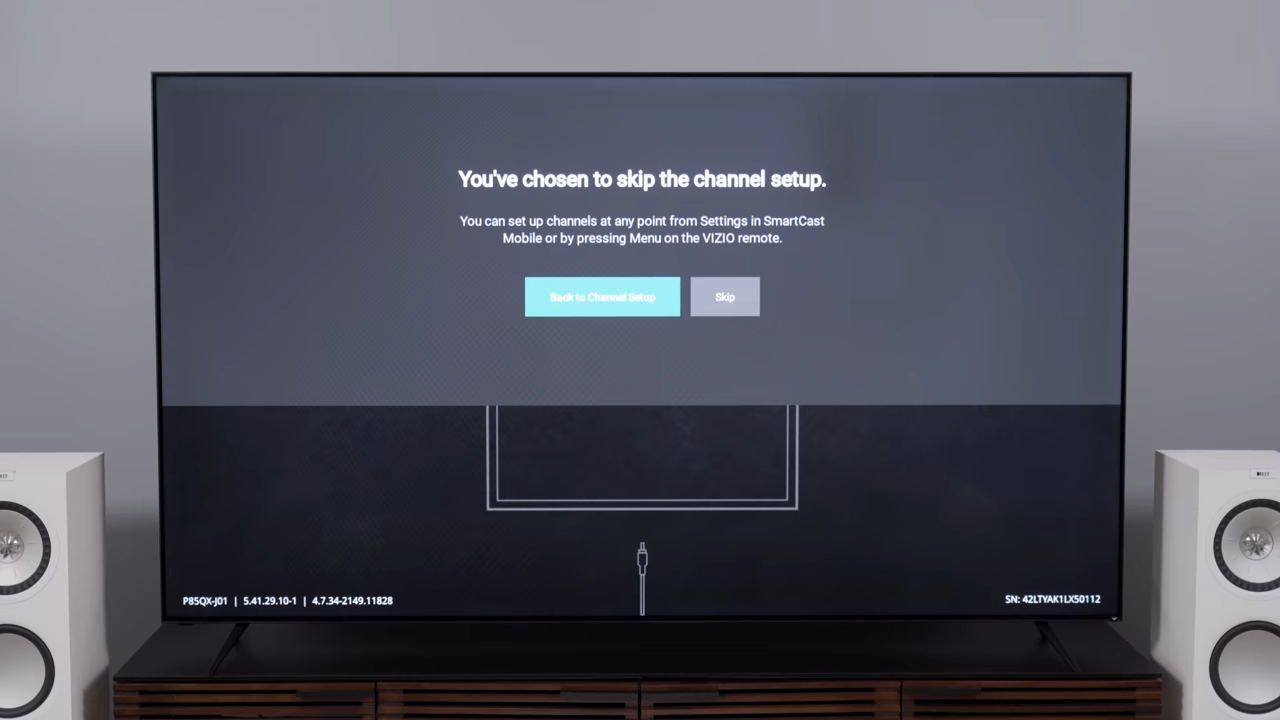 You've chosen to skip the channel setup.
You can set up channels at any point from Settings in SmartCast
Mobile or by pressing Menu on the VIZIO remote.
Back to Channel Setup
Skip
P85QX-J01 | 5.41.29.10-1 | 4.7.34-2149.11828
SN: 42LTYAK1LX50112